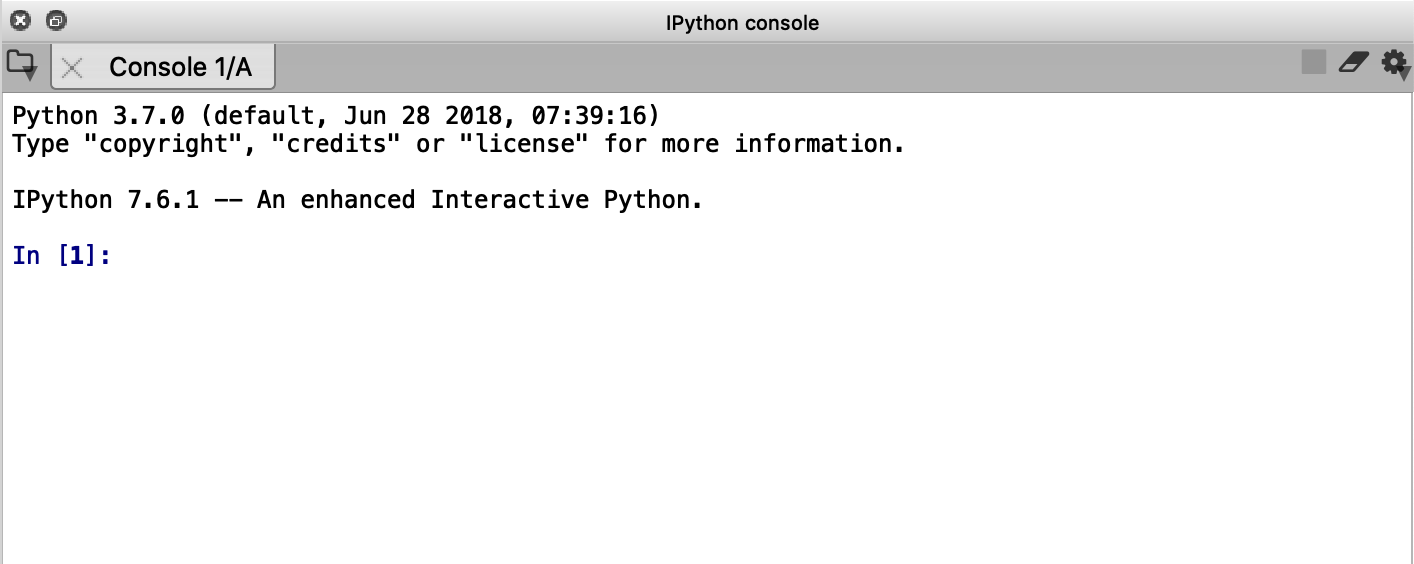 IPython console
Console 1/A
Python 3.7.0 (default, Jun 28 2018, 07:39:16)
Type "copyright", "credits" or "license" for more information.
IPython 7.6.1 -- An enhanced Interactive Python.
In [1]: